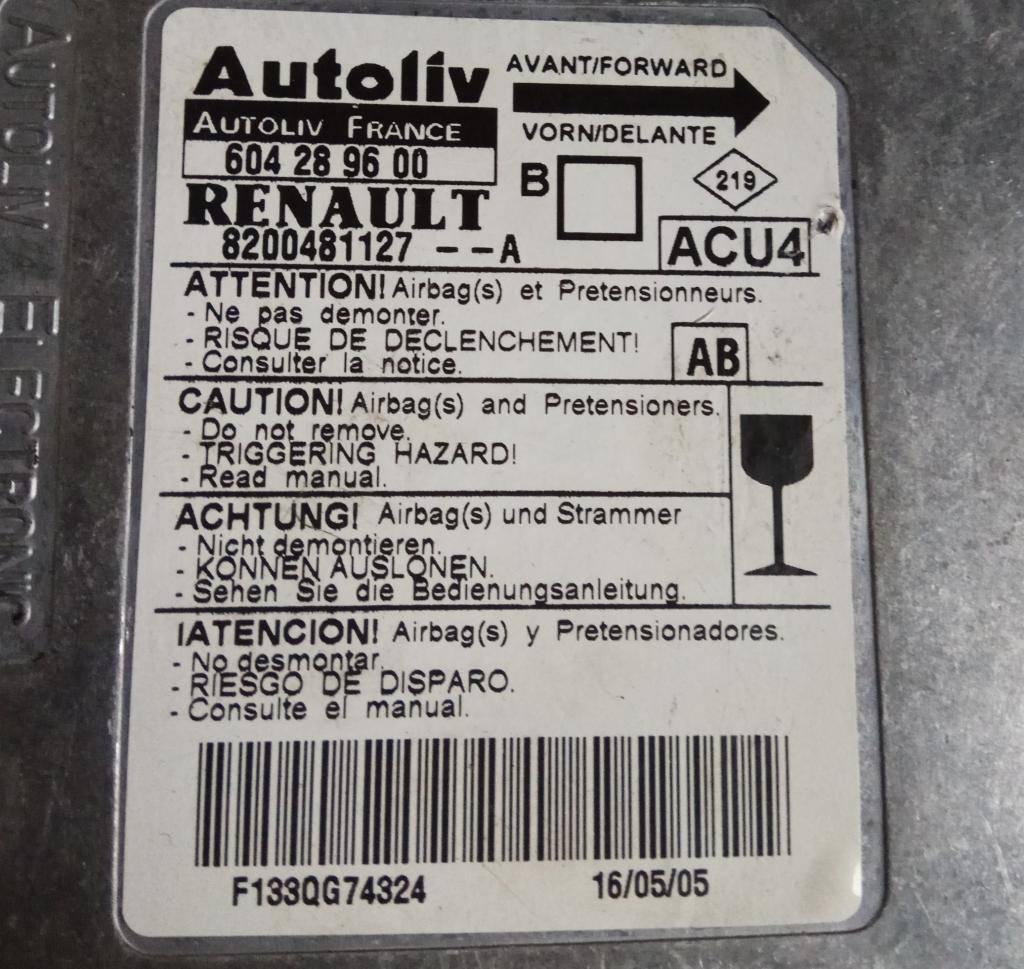 Autoliv
AVANT/FORWARD
AUTOLIV FRANCE
VORN/DELANTE
604 28 96 00
B
219
RENAULT
ACU4
8200481127 --A
ATTENTION! Airbag(s) et Pretensionneurs.
- Ne pas demonter.
- RISQUE DE DECLENCHEMENT!
- Consulter la notice.
AB
CAUTION! Airbag(s) and Pretensioners.
- Do not remove.
- TRIGGERING HAZARD!
- Read manual.
ACHTUNG! Airbag(s) und Strammer
- Nicht demontieren.
- KONNEN AUSLONEN.
- Sehen Sie die Bedienungsanleitung.
!ATENCION! Airbag(s) y Pretensionadores.
- No desmontar.
- RIESGO DE DISPARO.
- Consulte el manual.
F133QG74324
16/05/05
AUTOLIV ELECTRONIC